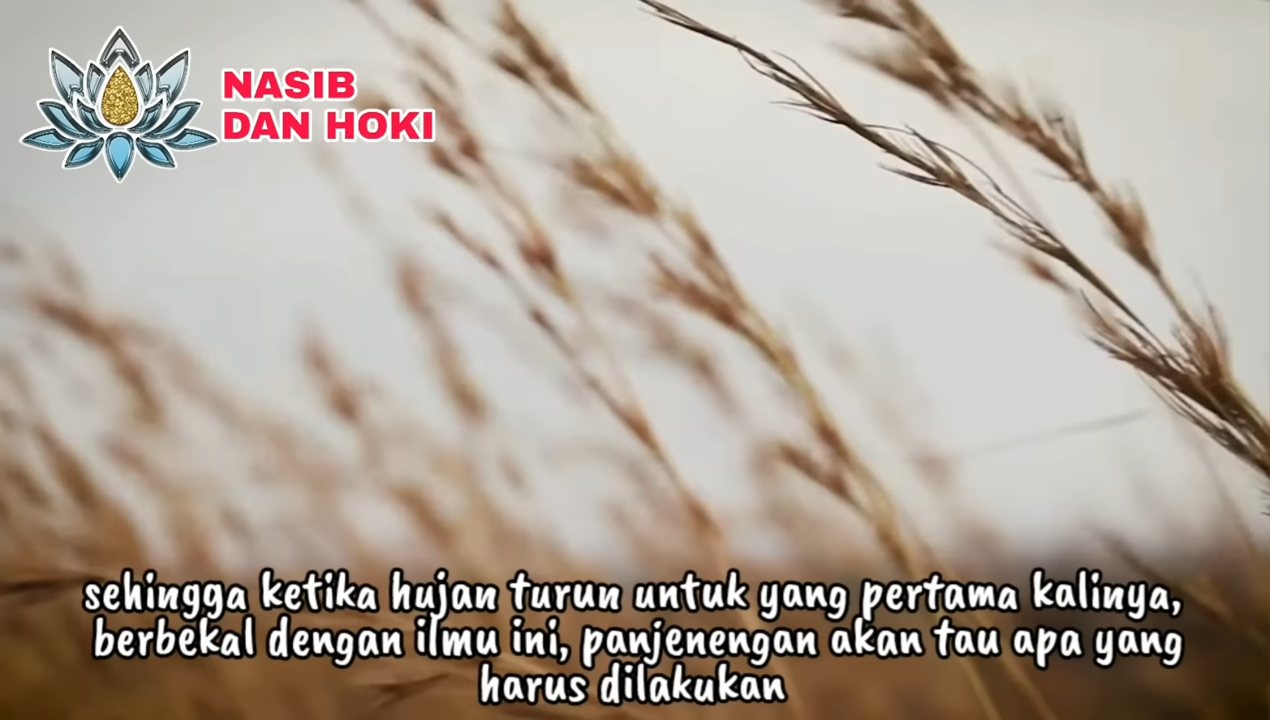 NASIB
DAN HOKI
sehingga ketika hujan turun untuk yang pertama kalinya,
berbekal dengan ilmu ini, panjenengan akan tau apa yang
harus dilakukan